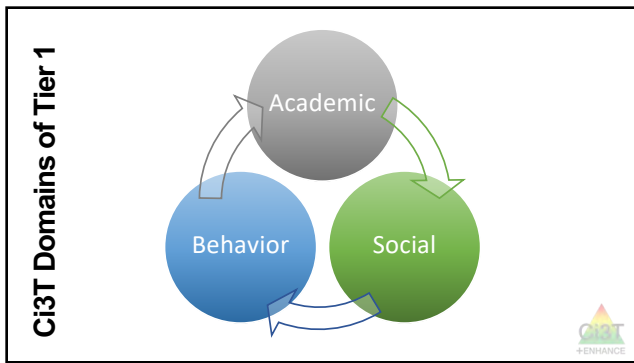 Ci3T Domains of Tier 1
Academic
Behavior
Social
Ci3T
+ENHANCE